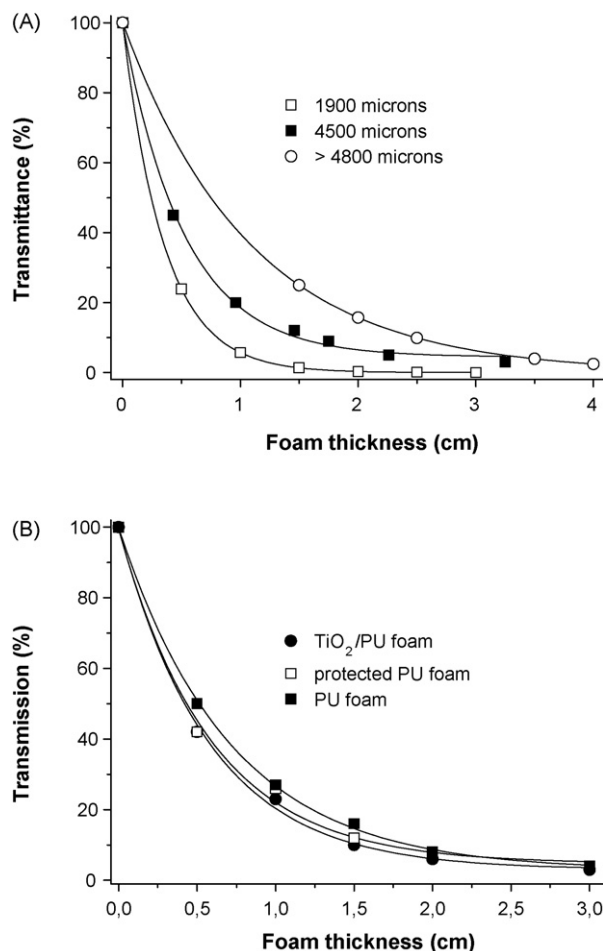 (A)
100
80
60
40
20
0
Transmittance (%)
1900 microns
4500 microns
> 4800 microns
0 1 2 3 4
Foam thickness (cm)
(B)
100
80
60
40
20
0
Transmission (%)
TiO₂/PU foam
protected PU foam
PU foam
0,0 0,5 1,0 1,5 2,0 2,5 3,0
Foam thickness (cm)